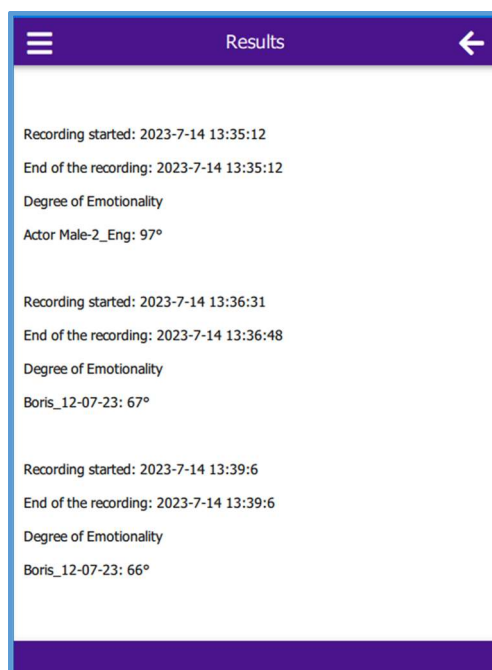 Results
Recording started: 2023-7-14 13:35:12
End of the recording: 2023-7-14 13:35:12
Degree of Emotionality
Actor Male-2_Eng: 97°
Recording started: 2023-7-14 13:36:31
End of the recording: 2023-7-14 13:36:48
Degree of Emotionality
Boris_12-07-23: 67°
Recording started: 2023-7-14 13:39:6
End of the recording: 2023-7-14 13:39:6
Degree of Emotionality
Boris_12-07-23: 66°